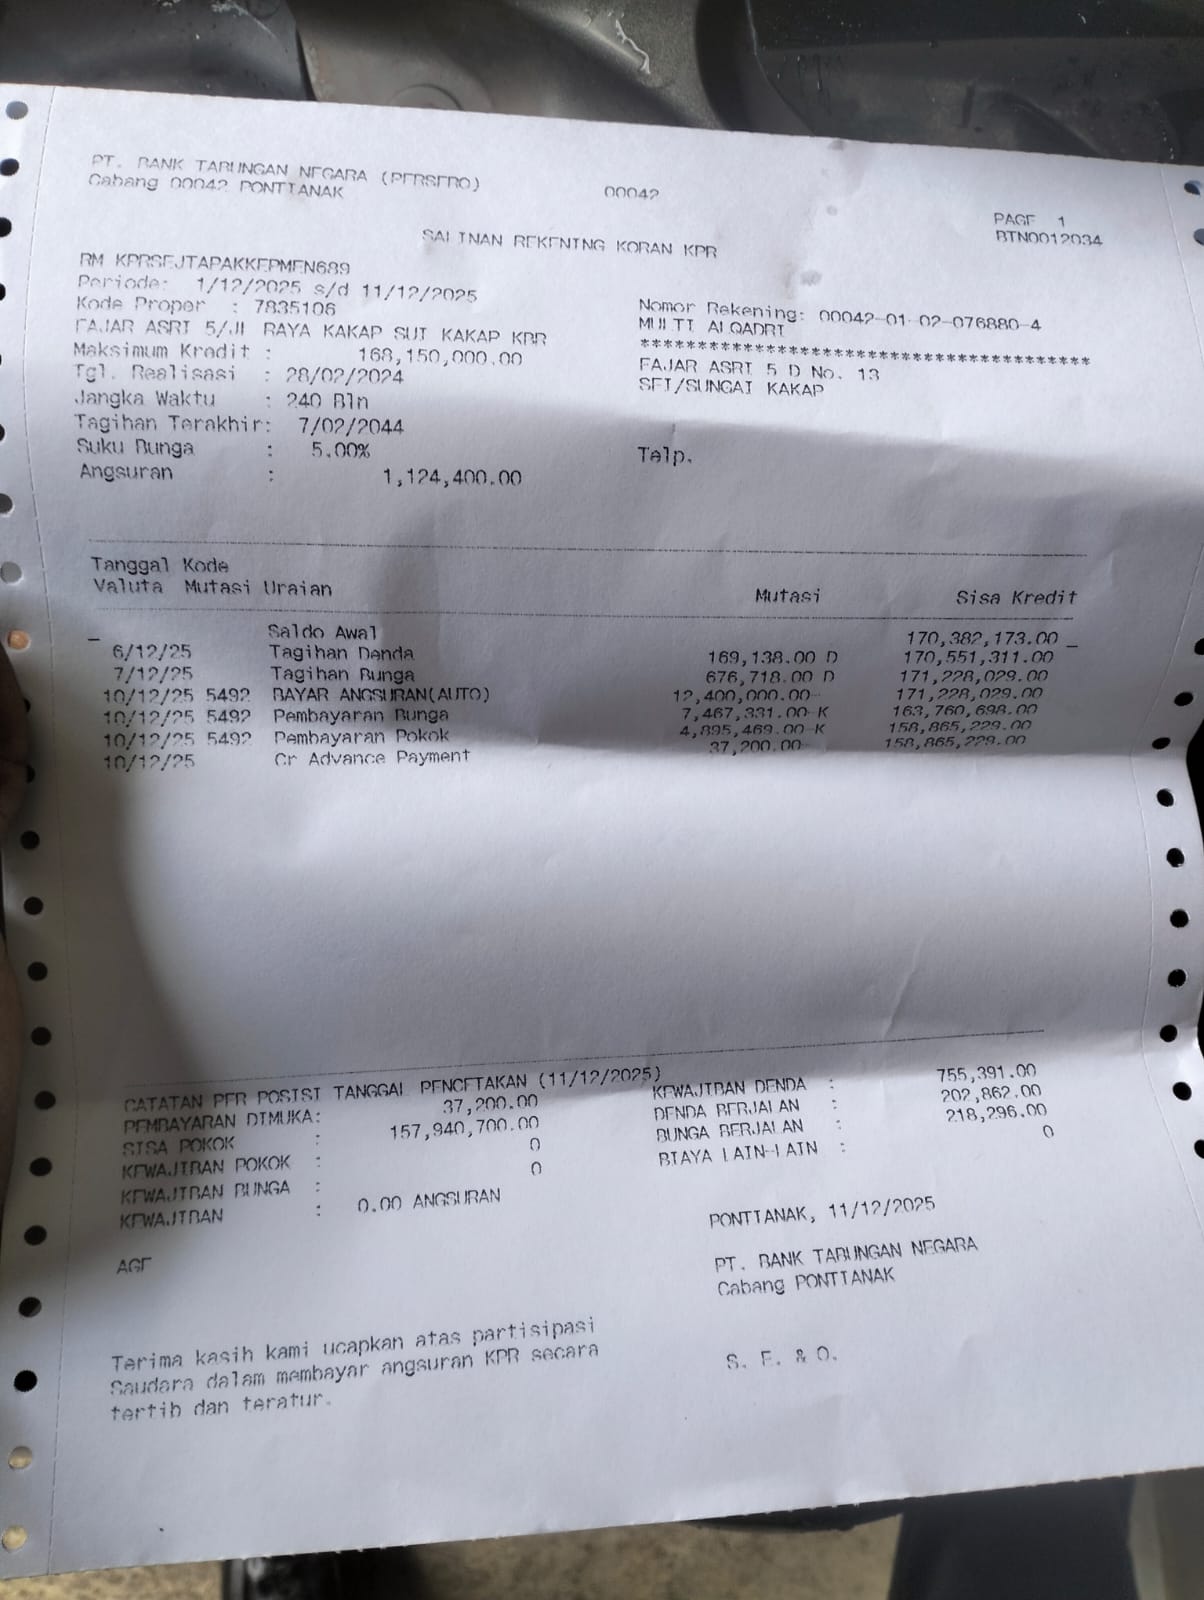 PT. BANK TABUNGAN NEGARA (PERSERO)
Cabang 00042 PONTIANAK 00042
PAGE 1
BTN0012034
SALINAN REKENING KORAN KPR
RM KPRSEJTAPAKKEPMEN689
Periode: 1/12/2025 s/d 11/12/2025
Kode Proper : 7835106
FAJAR ASRI 5/JL RAYA KAKAP SUI KAKAP KBR
Maksimum Kredit : 168,150,000.00
Tgl. Realisasi : 28/02/2024
Jangka Waktu : 240 Bln
Tagihan Terakhir: 7/02/2044
Suku Bunga : 5.00%
Angsuran : 1,124,400.00
Nomor Rekening: 00042-01-02-076880-4
MULTI ALQADRI
***************************************
FAJAR ASRI 5 D No. 13
SEI/SUNGAI KAKAP
Telp.
Tanggal Kode
Valuta Mutasi Uraian Mutasi Sisa Kredit
Saldo Awal 170,382,173.00
6/12/25 Tagihan Denda 169,138.00 D 170,551,311.00
7/12/25 Tagihan Bunga 676,718.00 D 171,228,029.00
10/12/25 5492 BAYAR ANGSURAN(AUTO) 12,400,000.00- 171,228,029.00
10/12/25 5492 Pembayaran Bunga 7,467,331.00 K 163,760,698.00
10/12/25 5492 Pembayaran Pokok 4,895,469.00 K 158,865,229.00
10/12/25 Cr Advance Payment 37,200.00- 158,865,229.00
CATATAN PER POSISI TANGGAL PENCETAKAN (11/12/2025)
PEMBAYARAN DIMUKA: 37,200.00
SISA POKOK : 157,940,700.00
KEWAJIBAN POKOK : 0
KEWAJIBAN BUNGA : 0
KEWAJIBAN : 0.00 ANGSURAN
KEWAJIBAN DENDA : 755,391.00
DENDA BERJALAN : 202,862.00
BUNGA BERJALAN : 218,296.00
BIAYA LAIN-LAIN : 0
AGF
PONTIANAK, 11/12/2025
PT. BANK TABUNGAN NEGARA
Cabang PONTIANAK
Terima kasih kami ucapkan atas partisipasi
Saudara dalam membayar angsuran KPR secara
tertib dan teratur.
S. E. & O.